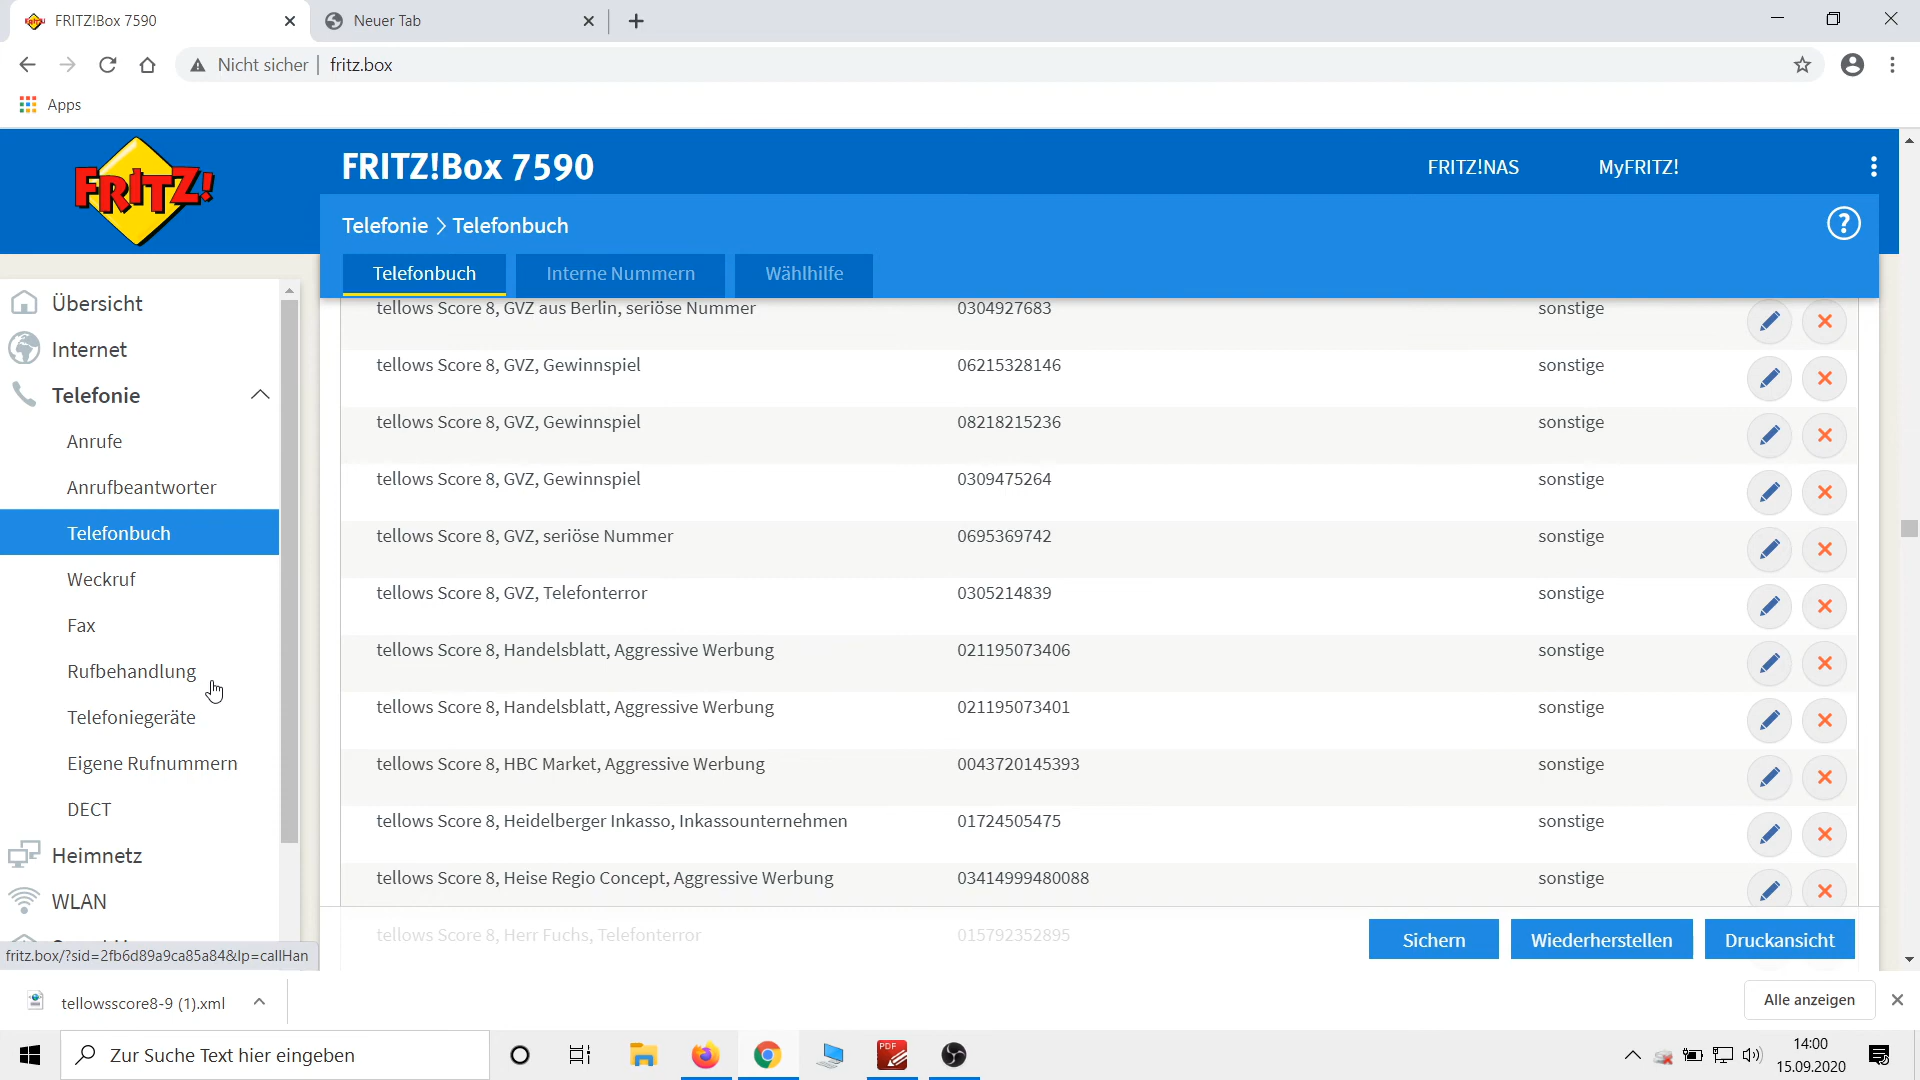 FRITZ!Box 7590
Neuer Tab
Nicht sicher
fritz.box
Apps
FRITZ!
FRITZ!Box 7590
FRITZ!NAS
MyFRITZ!
Telefonie > Telefonbuch
?
Telefonbuch
Interne Nummern
Wählhilfe
Übersicht
Internet
Telefonie
Anrufe
Anrufbeantworter
Telefonbuch
Weckruf
Fax
Rufbehandlung
Telefoniegeräte
Eigene Rufnummern
DECT
Heimnetz
WLAN
tellows Score 8, GVZ aus Berlin, seriöse Nummer 0304927683 sonstige
tellows Score 8, GVZ, Gewinnspiel 06215328146 sonstige
tellows Score 8, GVZ, Gewinnspiel 08218215236 sonstige
tellows Score 8, GVZ, Gewinnspiel 0309475264 sonstige
tellows Score 8, GVZ, seriöse Nummer 0695369742 sonstige
tellows Score 8, GVZ, Telefonterror 0305214839 sonstige
tellows Score 8, Handelsblatt, Aggressive Werbung 021195073406 sonstige
tellows Score 8, Handelsblatt, Aggressive Werbung 021195073401 sonstige
tellows Score 8, HBC Market, Aggressive Werbung 0043720145393 sonstige
tellows Score 8, Heidelberger Inkasso, Inkassounternehmen 01724505475 sonstige
tellows Score 8, Heise Regio Concept, Aggressive Werbung 03414999480088 sonstige
tellows Score 8, Herr Fuchs, Telefonterror 015792352895
Sichern
Wiederherstellen
Druckansicht
fritz.box/?sid=2fb6d89a9ca85a84&lp=callHan
tellowsscore8-9 (1).xml
Alle anzeigen
Zur Suche Text hier eingeben
PDF
14:00
15.09.2020